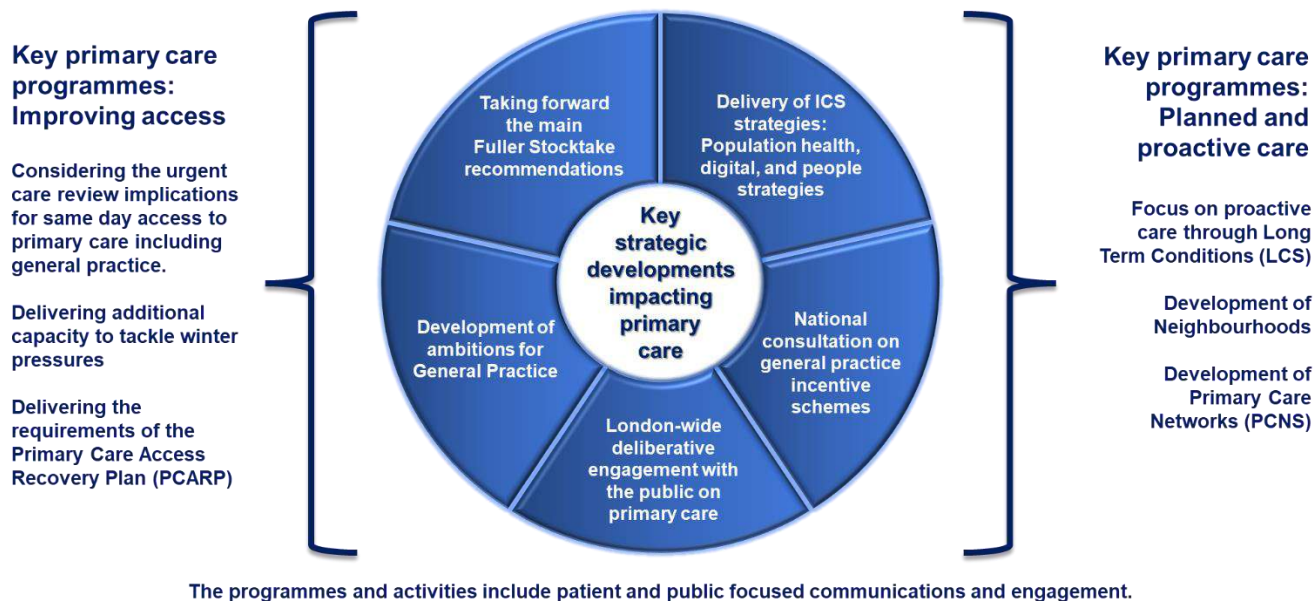 Key primary care
programmes:
Improving access
Considering the urgent
care review implications
for same day access to
primary care including
general practice.
Delivering additional
capacity to tackle winter
pressures
Delivering the
requirements of the
Primary Care Access
Recovery Plan (PCARP)
Taking forward
the main
Fuller Stocktake
recommendations
Delivery of ICS
strategies:
Population health,
digital, and people
strategies
Key
strategic
developments
impacting
primary
care
Development of
ambitions for
General Practice
National
consultation on
general practice
incentive
schemes
London-wide
deliberative
engagement with
the public on
primary care
Key primary care
programmes:
Planned and
proactive care
Focus on proactive
care through Long
Term Conditions (LCS)
Development of
Neighbourhoods
Development of
Primary Care
Networks (PCNS)
The programmes and activities include patient and public focused communications and engagement.